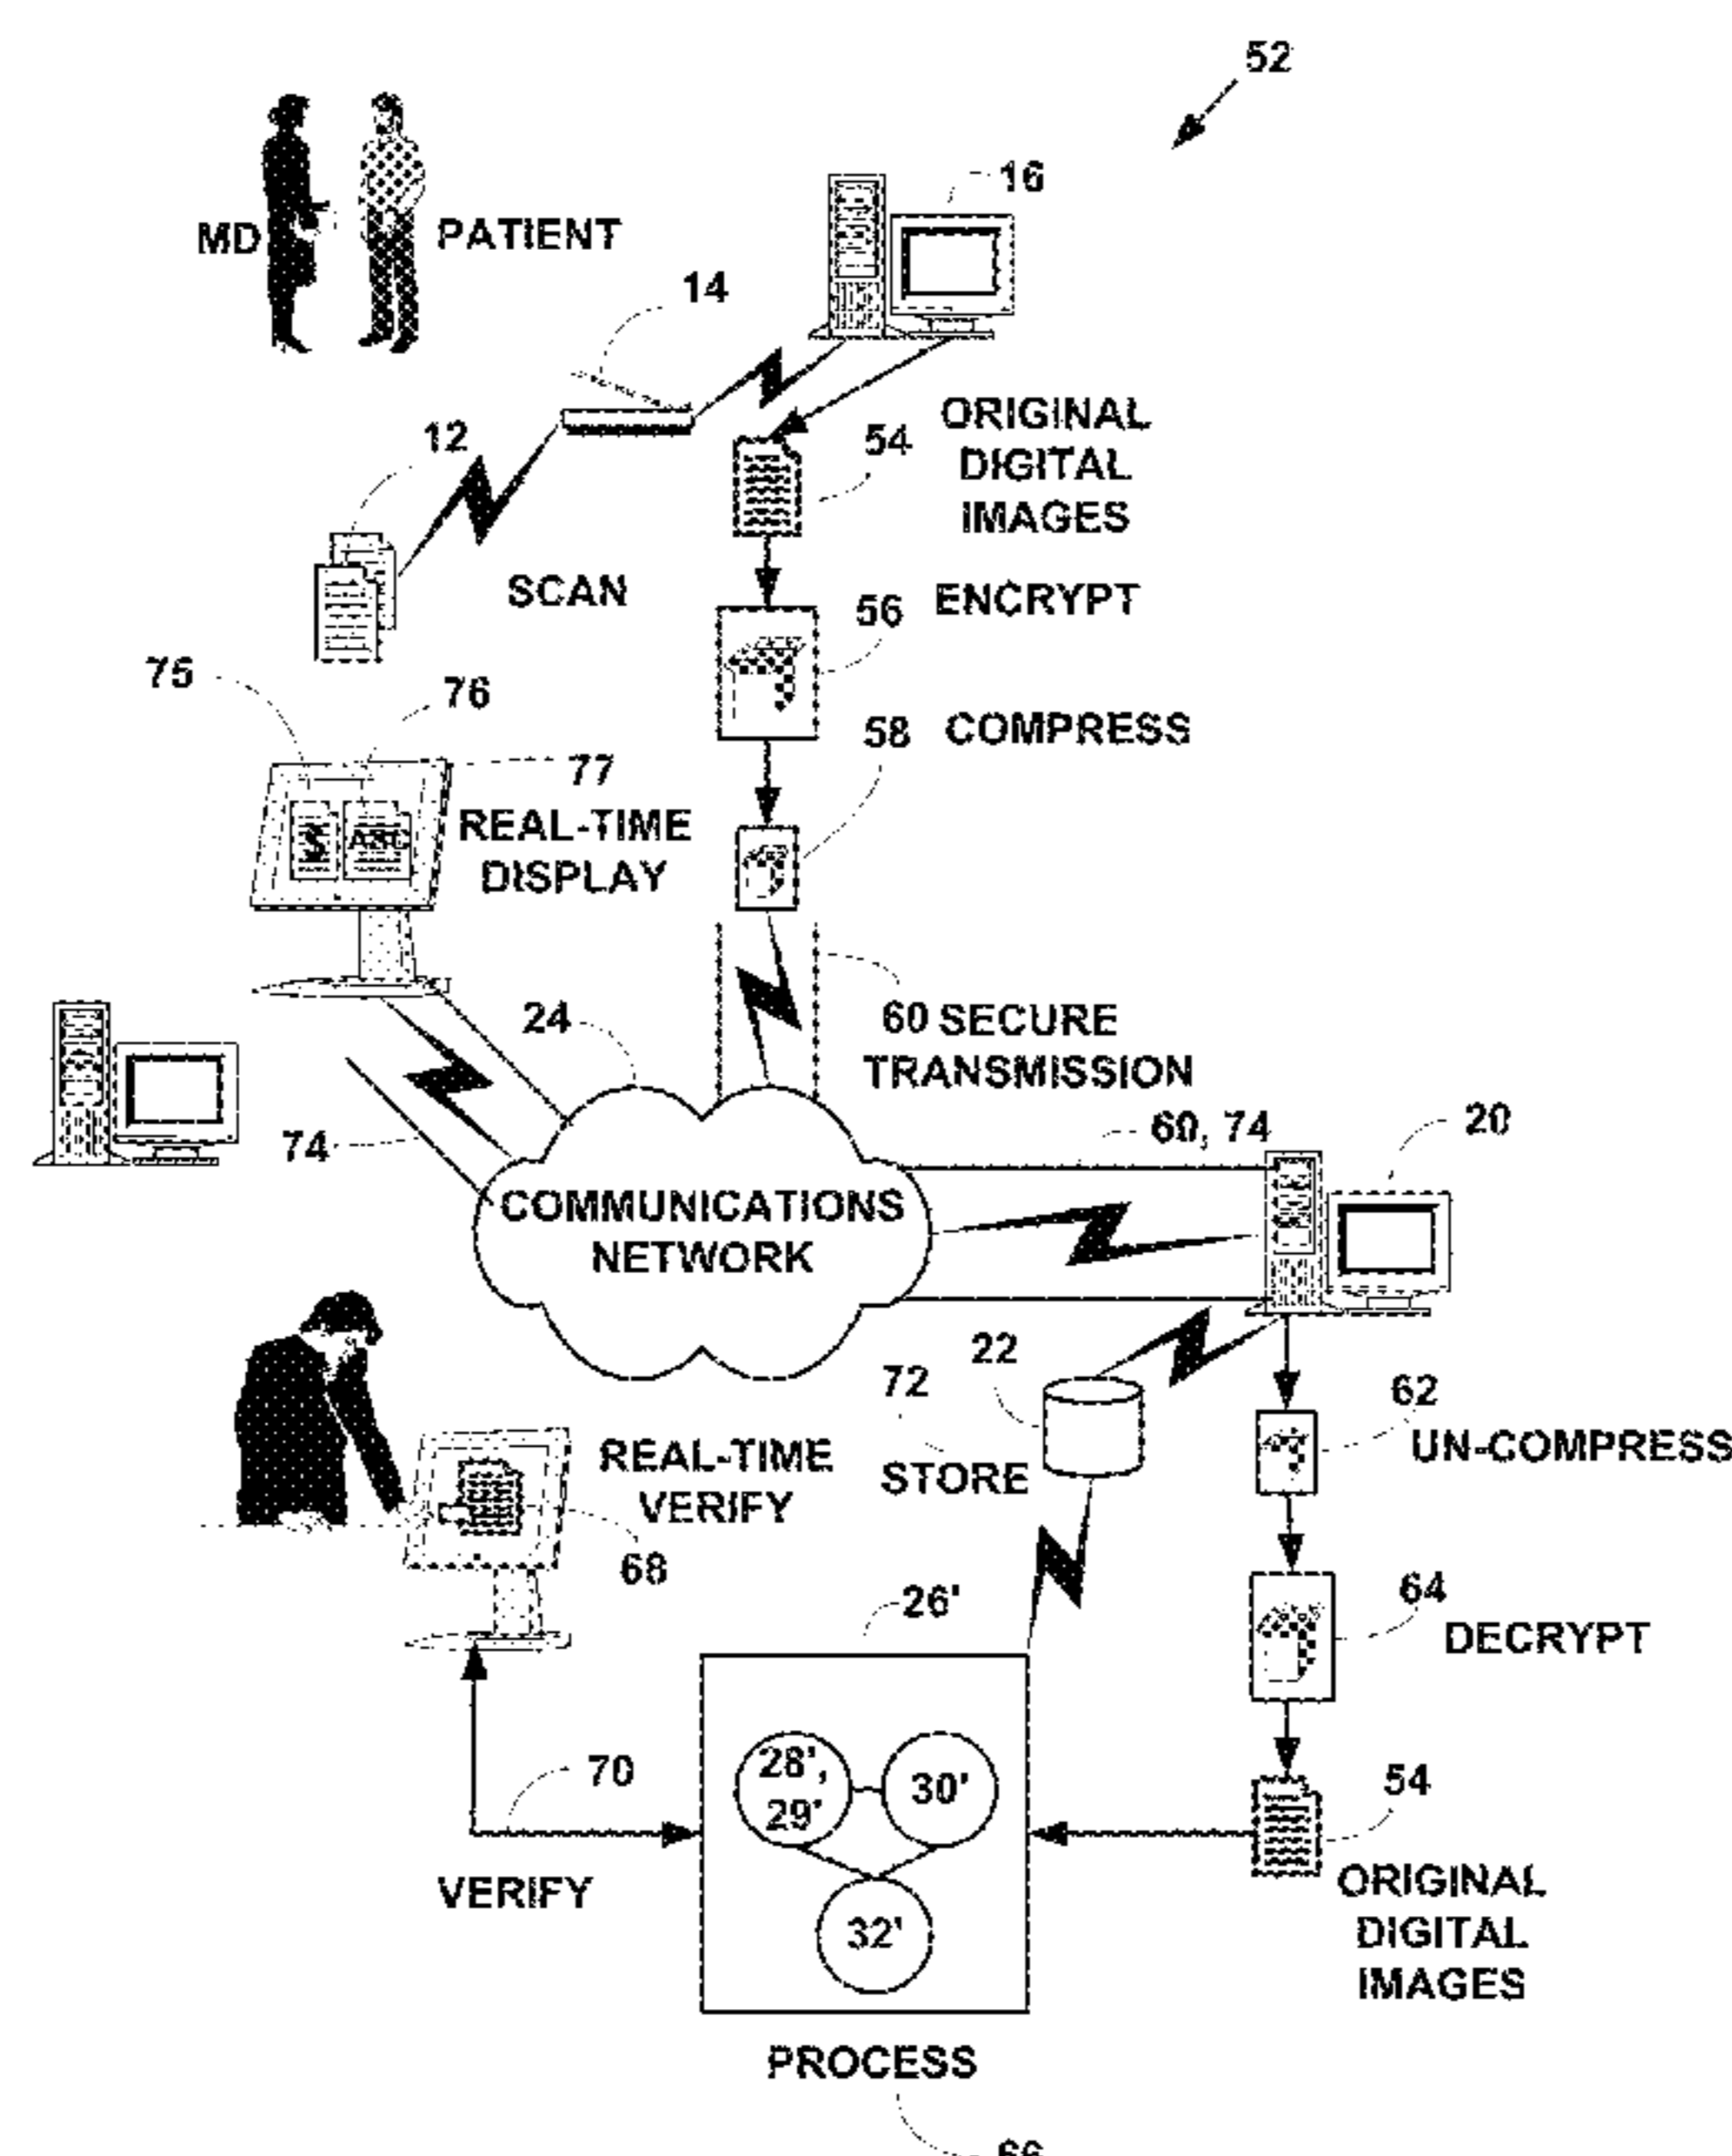 52
16
MD
PATIENT
14
12
54
ORIGINAL
DIGITAL
IMAGES
SCAN
56
ENCRYPT
75
76
58
COMPRESS
77
$
ABC
REAL-TIME
DISPLAY
24
60 SECURE
TRANSMISSION
74
60, 74
20
COMMUNICATIONS
NETWORK
22
72
STORE
62
UN-COMPRESS
REAL-TIME
VERIFY
68
26'
64
DECRYPT
70
28',
29'
30'
32'
54
VERIFY
ORIGINAL
DIGITAL
IMAGES
PROCESS
66